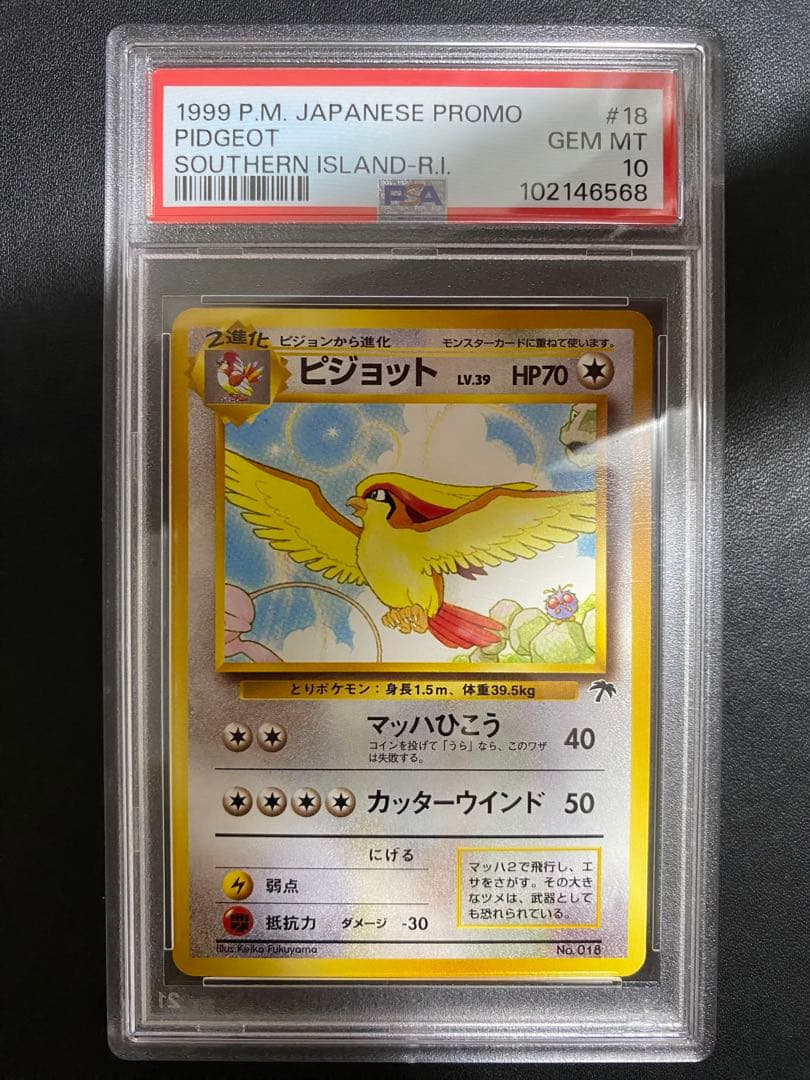 1999 P.M. JAPANESE PROMO #18
PIDGEOT GEM MT
SOUTHERN ISLAND-R.I. 10
PSA 102146568
2進化 ピジョンから進化 モンスターカードに重ねて使います。
ピジョット LV.39 HP70
とりポケモン：身長1.5m、体重39.5kg
マッハひこう 40
コインを投げて「うら」なら、このワザ
は失敗する。
カッターウインド 50
にげる
弱点
抵抗力 ダメージ -30
マッハ2で飛行し、エ
サをさがす。その大き
なツメは、武器として
も恐れられている。
Illus. Keiko Fukuyama No. 018